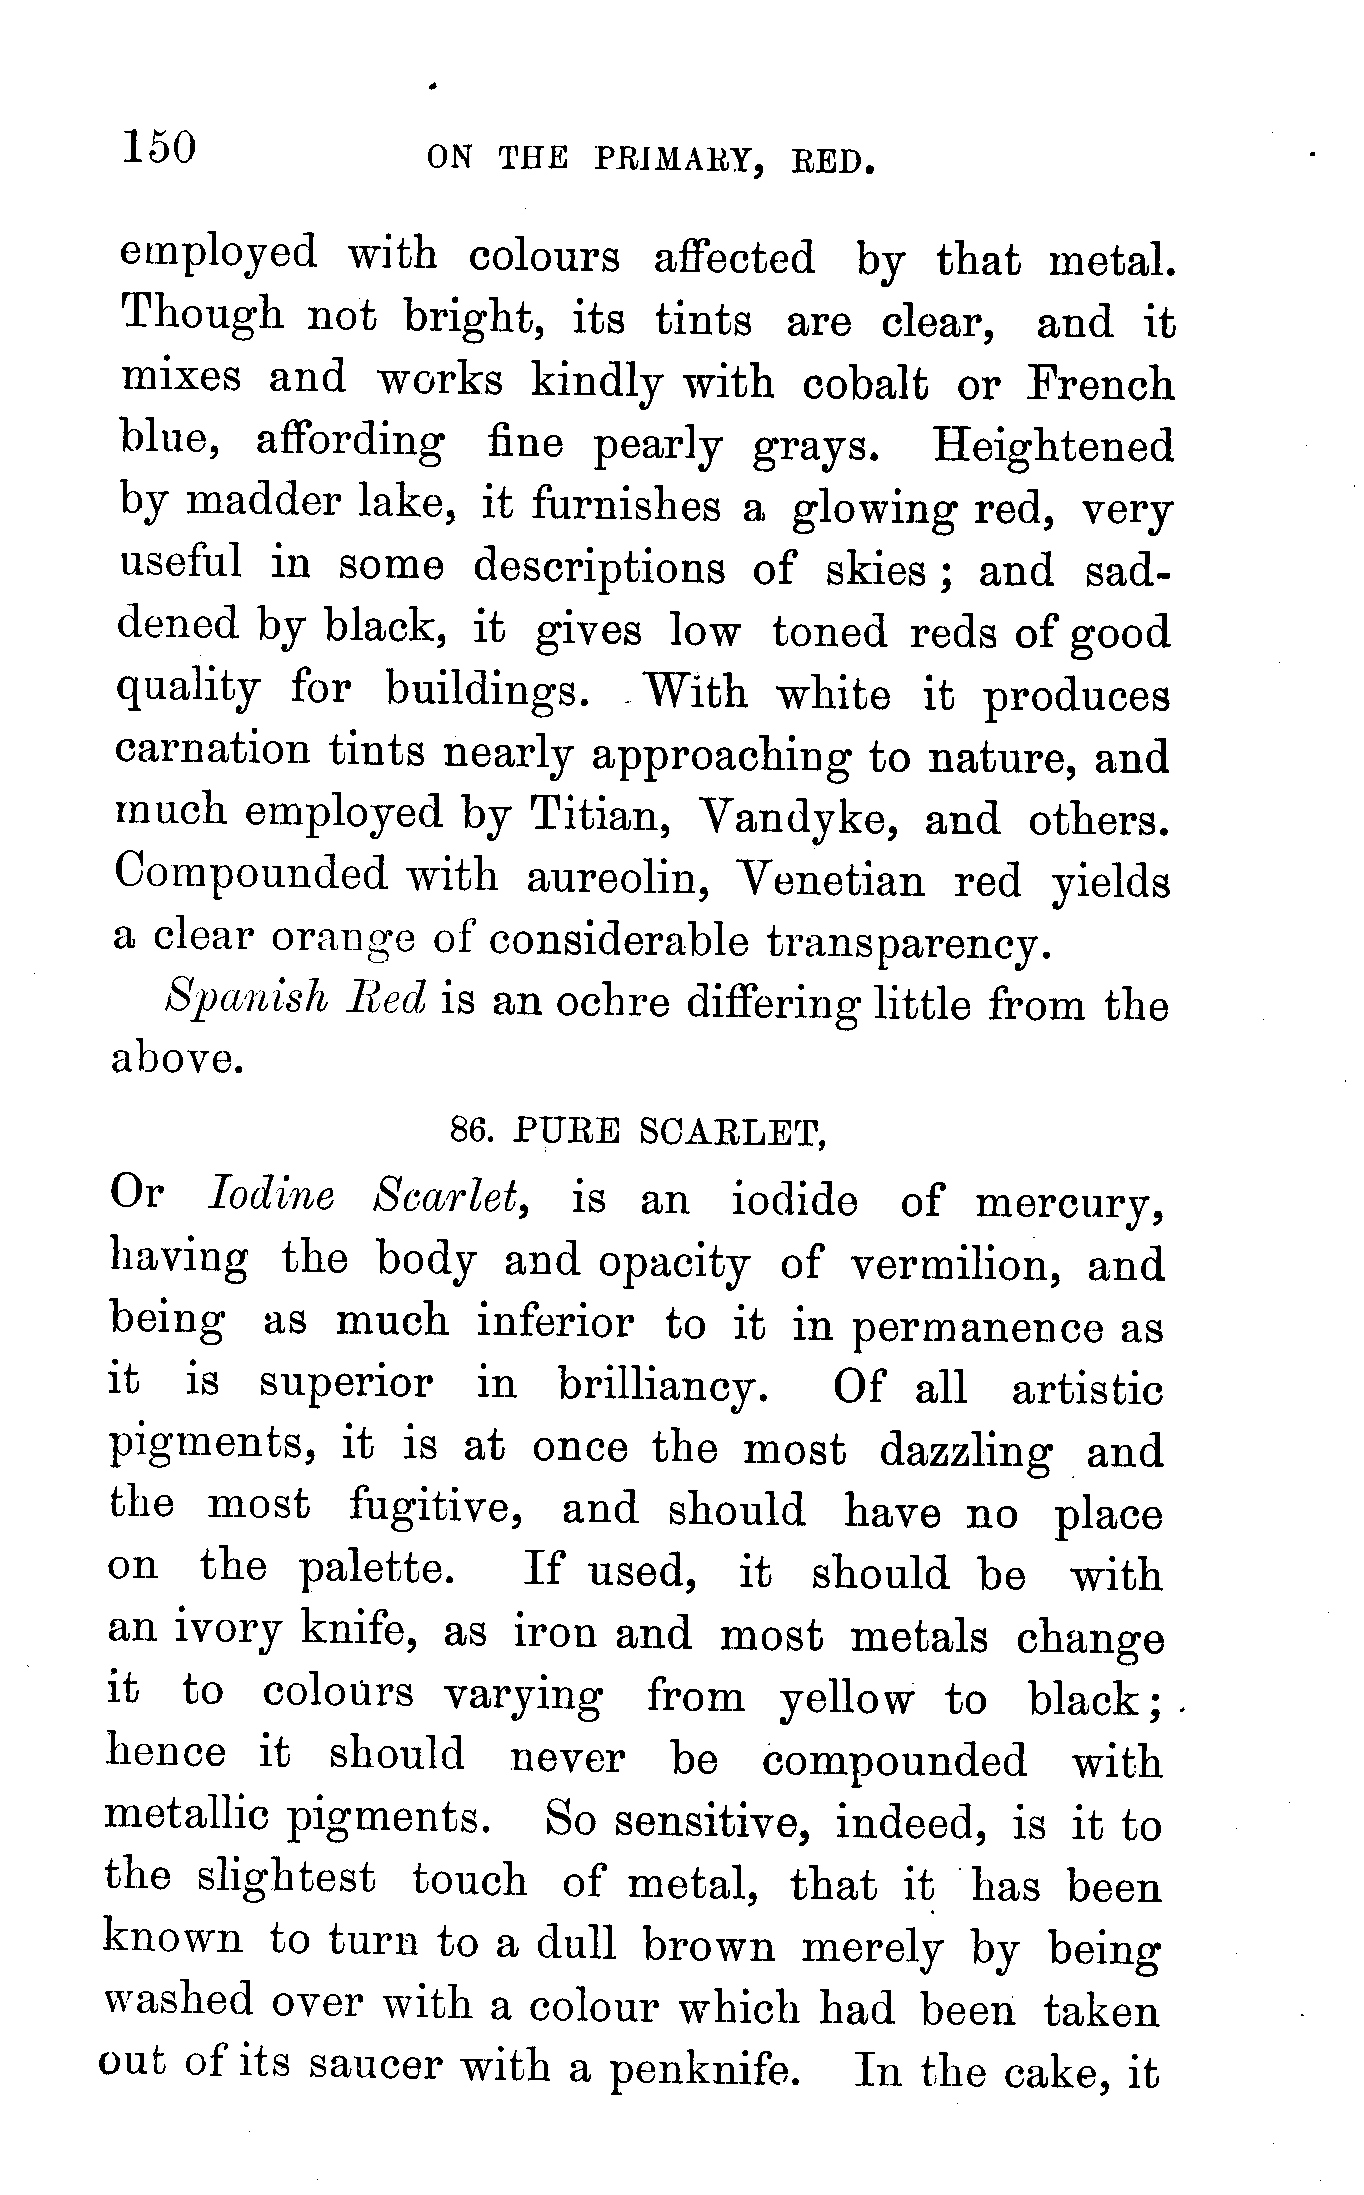 150
ON THE PRIMARY, RED.
employed with colours affected by that metal.
Though not bright, its tints are clear, and it
mixes and works kindly with cobalt or French
blue, affording fine pearly grays. Heightened
by madder lake, it furnishes a glowing red, very
useful in some descriptions of skies; and sad-
dened by black, it gives low toned reds of good
quality for buildings. With white it produces
carnation tints nearly approaching to nature, and
much employed by Titian, Vandyke, and others.
Compounded with aureolin, Venetian red yields
a clear orange of considerable transparency.
Spanish Red is an ochre differing little from the
above.
86. PURE SCARLET,
Or Iodine Scarlet, is an iodide of mercury,
having the body and opacity of vermilion, and
being as much inferior to it in permanence as
it is superior in brilliancy. Of all artistic
pigments, it is at once the most dazzling and
the most fugitive, and should have no place
on the palette. If used, it should be with
an ivory knife, as iron and most metals change
it to colours varying from yellow to black;
hence it should never be compounded with
metallic pigments. So sensitive, indeed, is it to
the slightest touch of metal, that it has been
known to turn to a dull brown merely by being
washed over with a colour which had been taken
out of its saucer with a penknife. In the cake, it